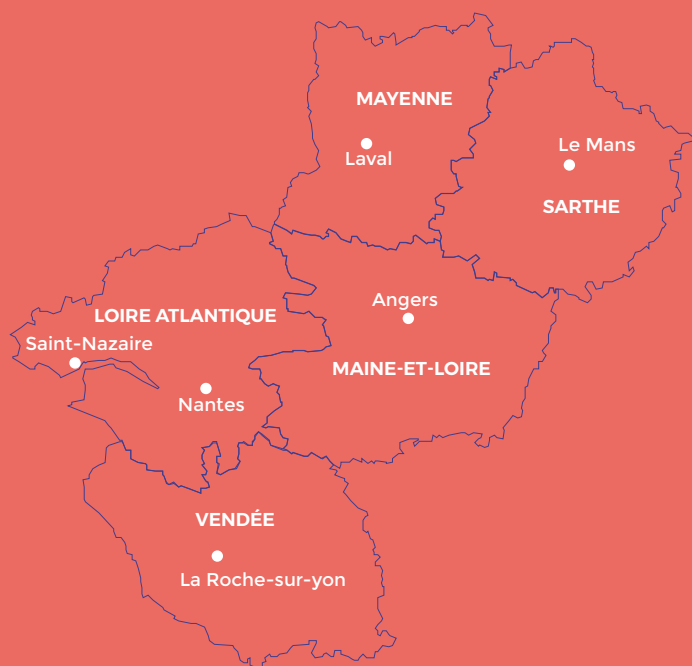 MAYENNE
Laval
Le Mans
SARTHE
Angers
LOIRE ATLANTIQUE
Saint-Nazaire
MAINE-ET-LOIRE
Nantes
VENDÉE
La Roche-sur-yon